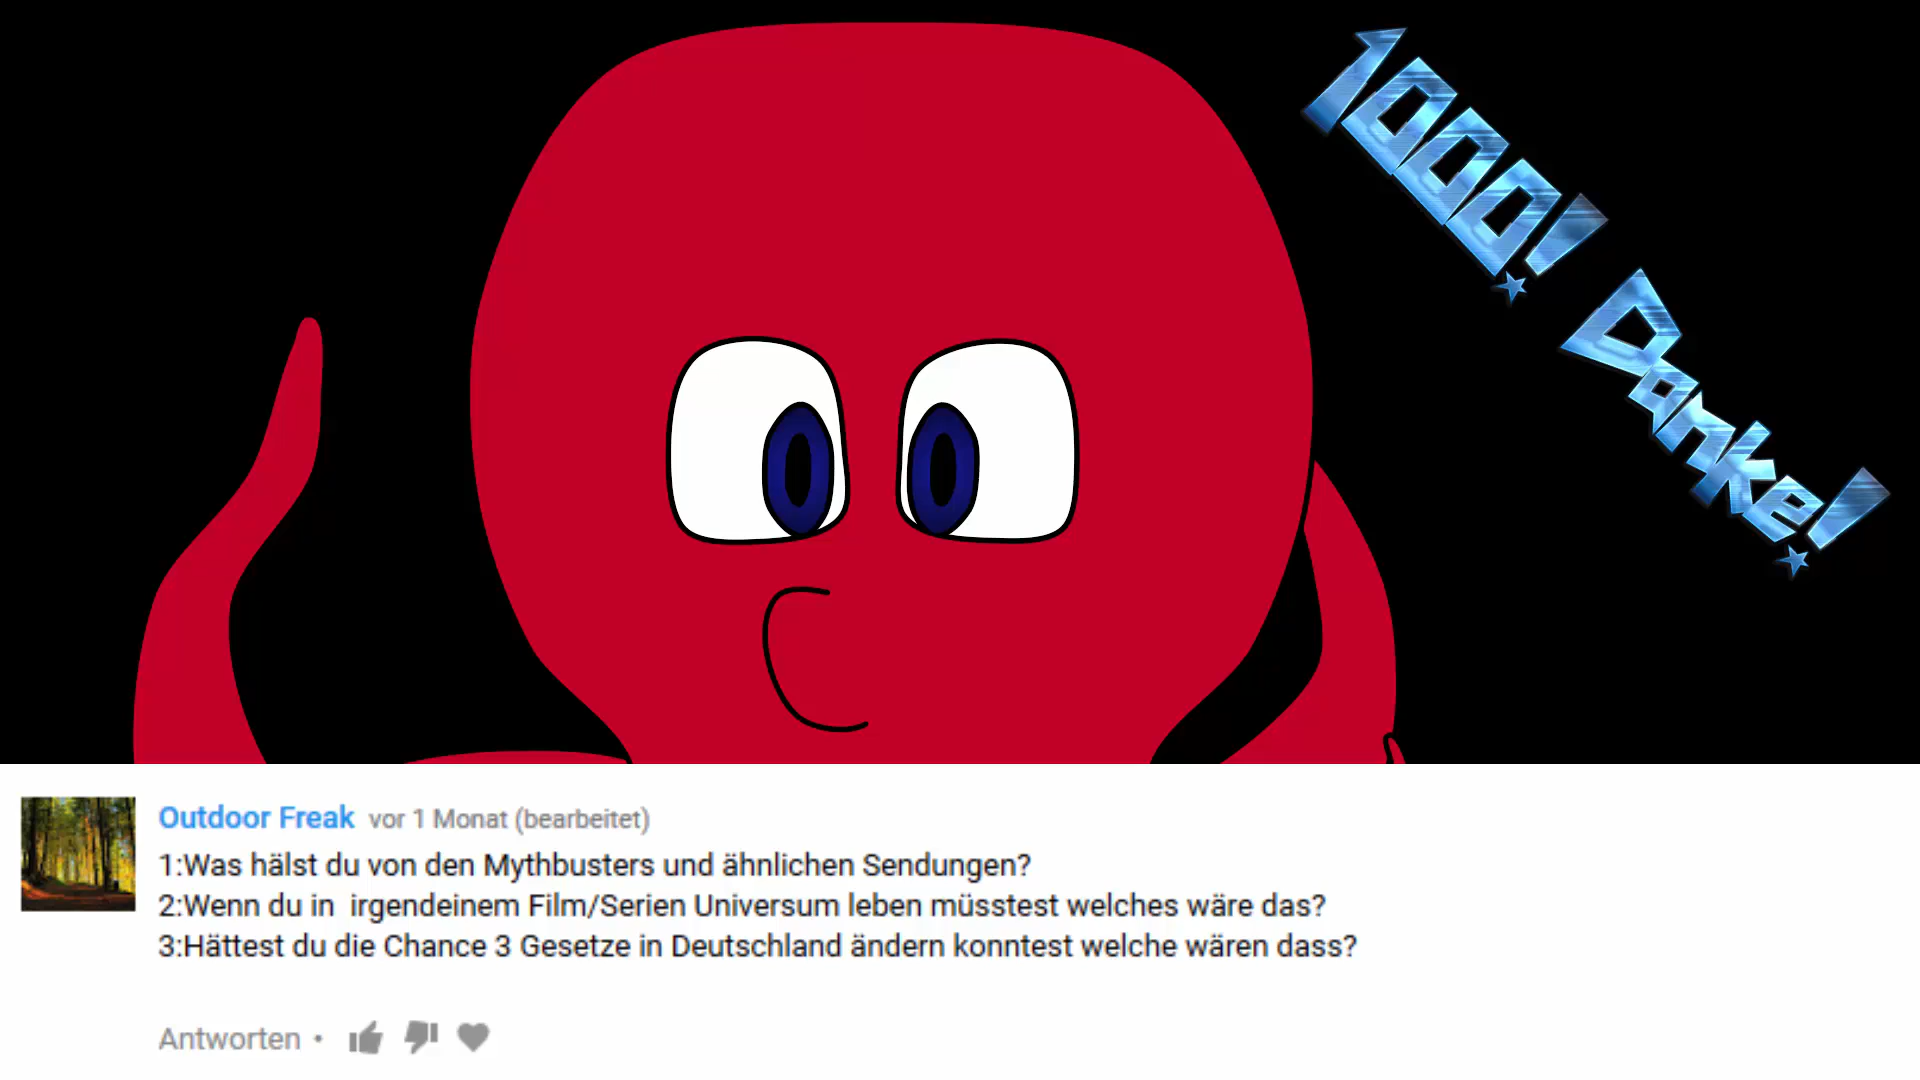 1000! Danke!
Outdoor Freak vor 1 Monat (bearbeitet)
1:Was hälst du von den Mythbusters und ähnlichen Sendungen?
2:Wenn du in irgendeinem Film/Serien Universum leben müsstest welches wäre das?
3:Hättest du die Chance 3 Gesetze in Deutschland ändern konntest welche wären dass?
Antworten •